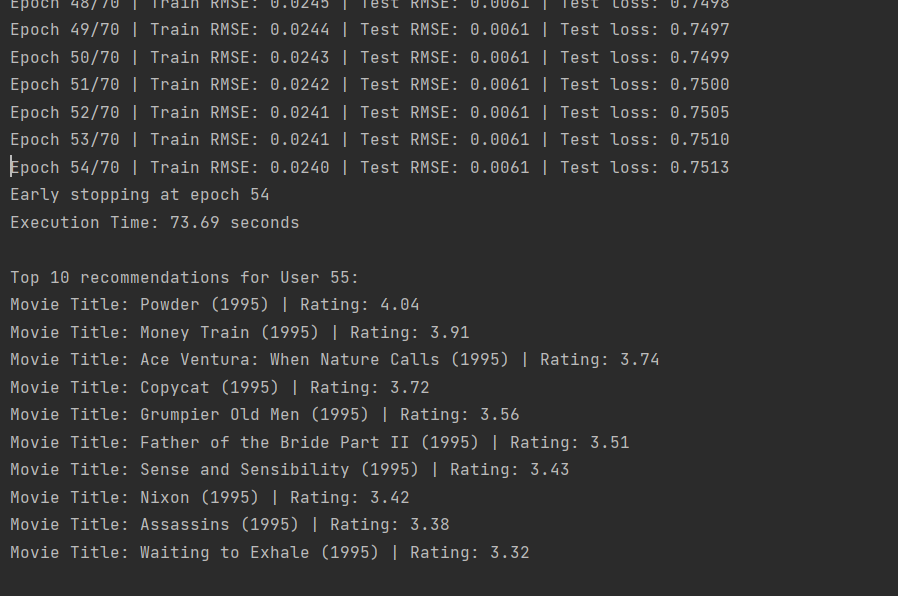 Epoch 48/70 | Train RMSE: 0.0245 | Test RMSE: 0.0061 | Test loss: 0.7498
Epoch 49/70 | Train RMSE: 0.0244 | Test RMSE: 0.0061 | Test loss: 0.7497
Epoch 50/70 | Train RMSE: 0.0243 | Test RMSE: 0.0061 | Test loss: 0.7499
Epoch 51/70 | Train RMSE: 0.0242 | Test RMSE: 0.0061 | Test loss: 0.7500
Epoch 52/70 | Train RMSE: 0.0241 | Test RMSE: 0.0061 | Test loss: 0.7505
Epoch 53/70 | Train RMSE: 0.0241 | Test RMSE: 0.0061 | Test loss: 0.7510
Epoch 54/70 | Train RMSE: 0.0240 | Test RMSE: 0.0061 | Test loss: 0.7513
Early stopping at epoch 54
Execution Time: 73.69 seconds
Top 10 recommendations for User 55:
Movie Title: Powder (1995) | Rating: 4.04
Movie Title: Money Train (1995) | Rating: 3.91
Movie Title: Ace Ventura: When Nature Calls (1995) | Rating: 3.74
Movie Title: Copycat (1995) | Rating: 3.72
Movie Title: Grumpier Old Men (1995) | Rating: 3.56
Movie Title: Father of the Bride Part II (1995) | Rating: 3.51
Movie Title: Sense and Sensibility (1995) | Rating: 3.43
Movie Title: Nixon (1995) | Rating: 3.42
Movie Title: Assassins (1995) | Rating: 3.38
Movie Title: Waiting to Exhale (1995) | Rating: 3.32